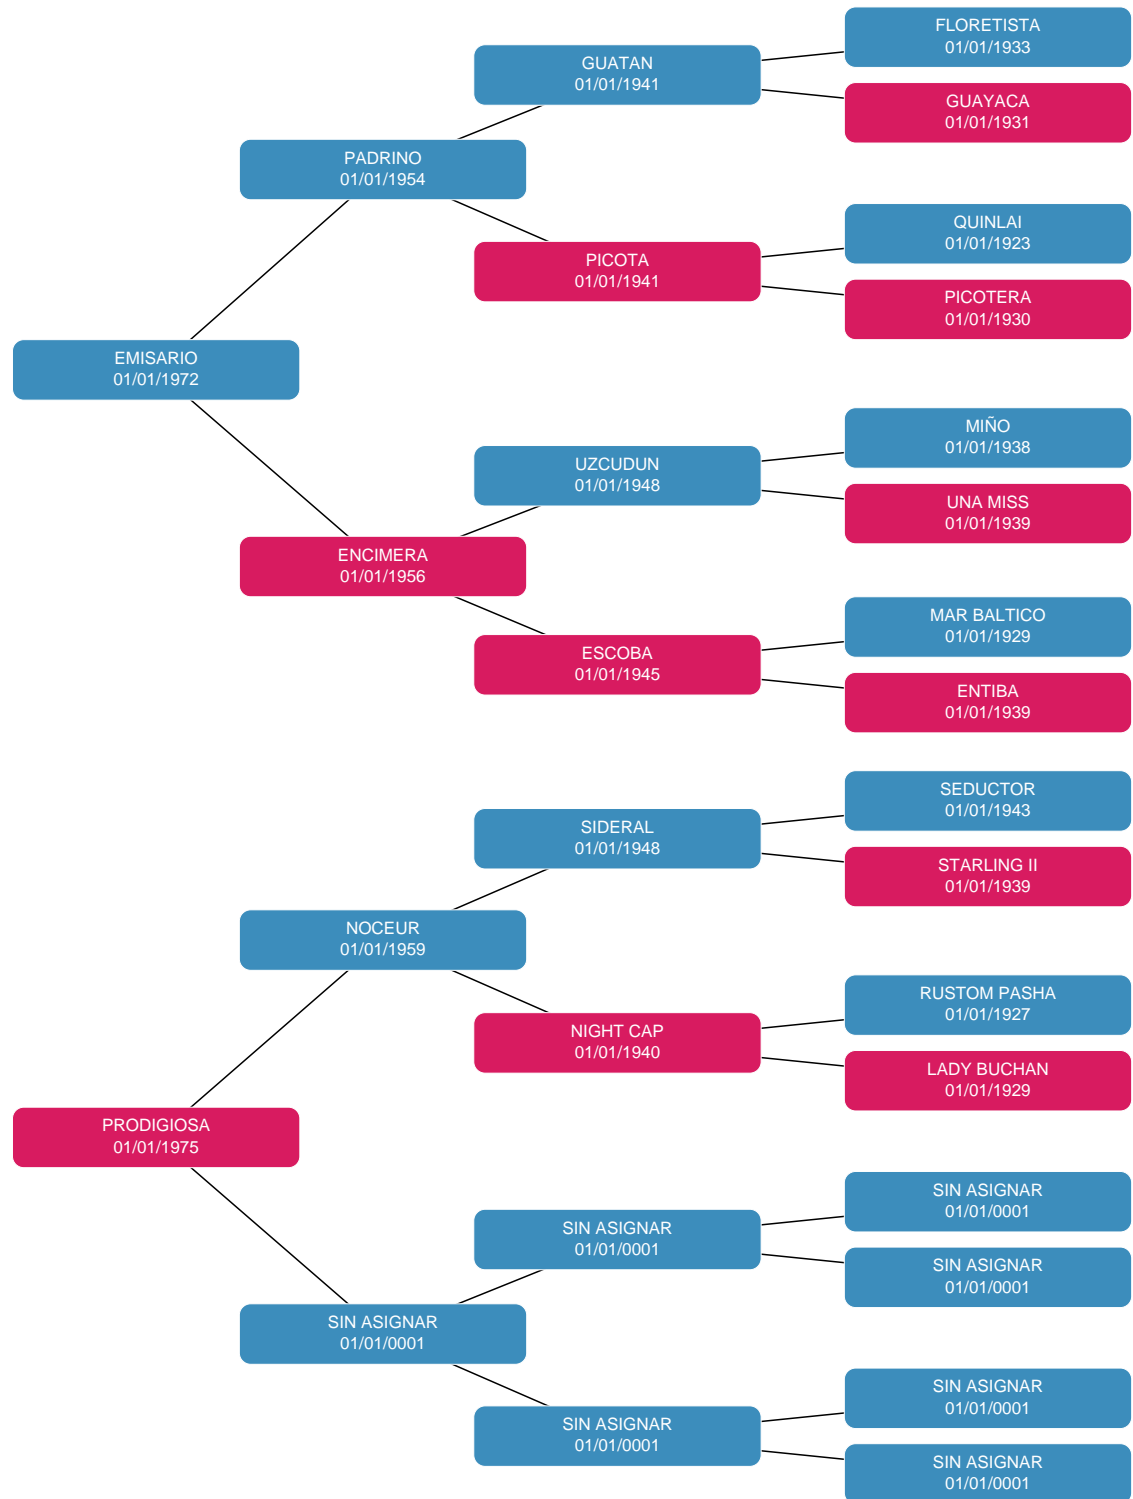 FLORETISTA
01/01/1933
GUATAN
01/01/1941
GUAYACA
01/01/1931
PADRINO
01/01/1954
QUINLAI
01/01/1923
PICOTA
01/01/1941
PICOTERA
01/01/1930
EMISARIO
01/01/1972
MIÑO
01/01/1938
UZCUDUN
01/01/1948
UNA MISS
01/01/1939
ENCIMERA
01/01/1956
MAR BALTICO
01/01/1929
ESCOBA
01/01/1945
ENTIBA
01/01/1939
SEDUCTOR
01/01/1943
SIDERAL
01/01/1948
STARLING II
01/01/1939
NOCEUR
01/01/1959
RUSTOM PASHA
01/01/1927
NIGHT CAP
01/01/1940
LADY BUCHAN
01/01/1929
PRODIGIOSA
01/01/1975
SIN ASIGNAR
01/01/0001
SIN ASIGNAR
01/01/0001
SIN ASIGNAR
01/01/0001
SIN ASIGNAR
01/01/0001
SIN ASIGNAR
01/01/0001
SIN ASIGNAR
01/01/0001
SIN ASIGNAR
01/01/0001